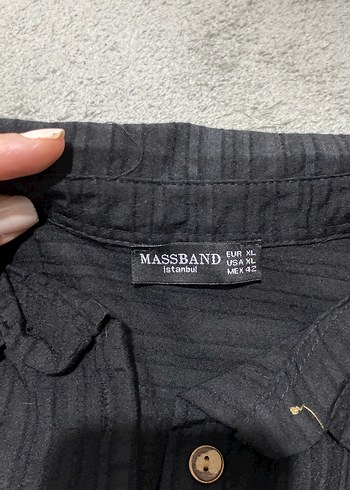 MASSBAND
istanbul
EUR XL
USA XL
MEX 42